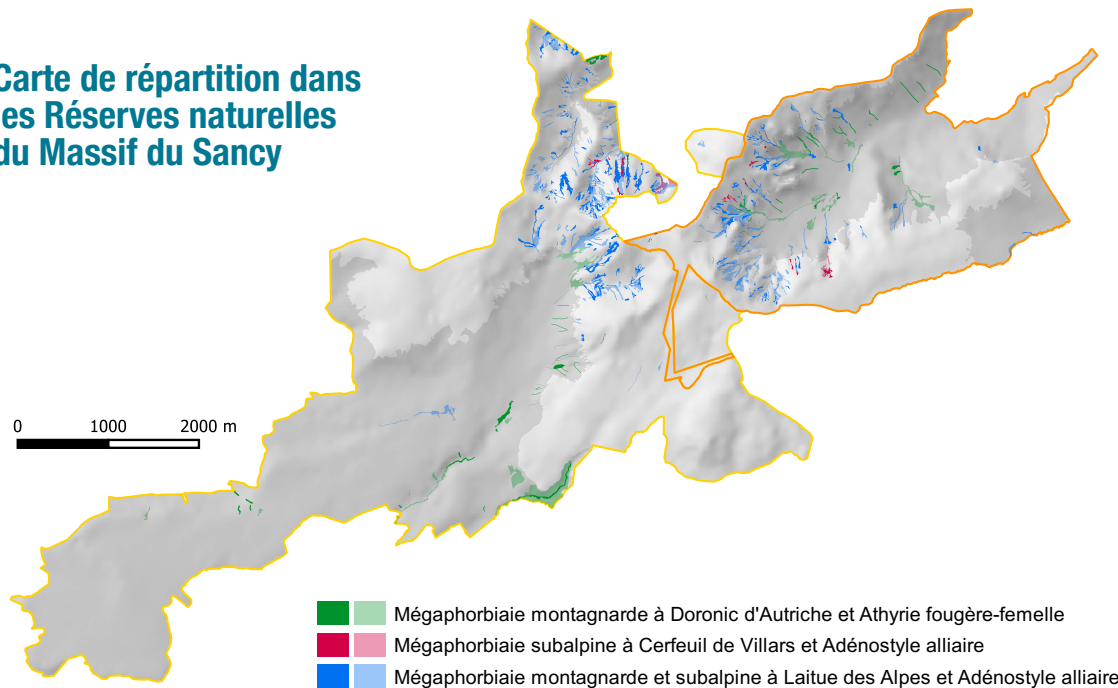 Carte de répartition dans
les Réserves naturelles
du Massif du Sancy
0 1000 2000 m
Mégaphorbiaie montagnarde à Doronic d'Autriche et Athyrie fougère-femelle
Mégaphorbiaie subalpine à Cerfeuil de Villars et Adénostyle alliaire
Mégaphorbiaie montagnarde et subalpine à Laitue des Alpes et Adénostyle alliaire